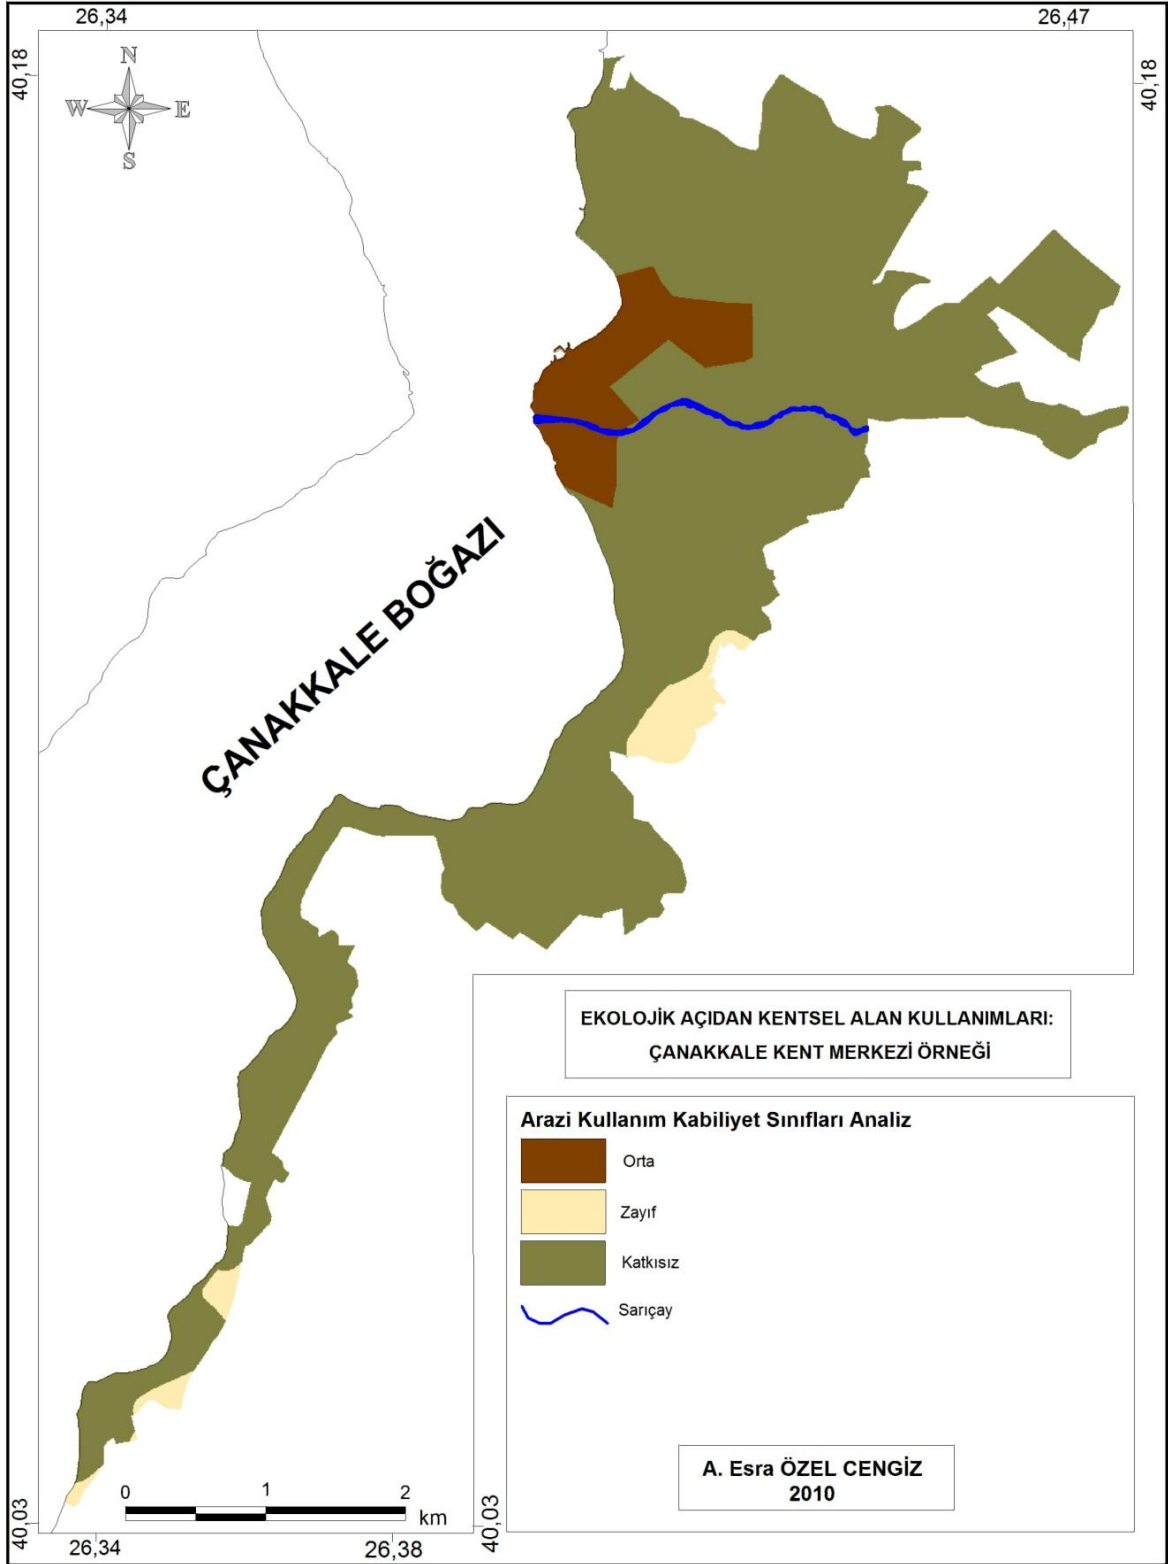 26,34
26,47
40,18
40,18
N
W
E
S
ÇANAKKALE BOĞAZI
EKOLOJİK AÇIDAN KENTSEL ALAN KULLANIMLARI:
ÇANAKKALE KENT MERKEZİ ÖRNEĞİ
Arazi Kullanım Kabiliyet Sınıfları Analiz
Orta
Zayıf
Katkısız
Sarıçay
A. Esra ÖZEL CENGİZ
2010
0
1
2
km
40,03
40,03
26,34
26,38